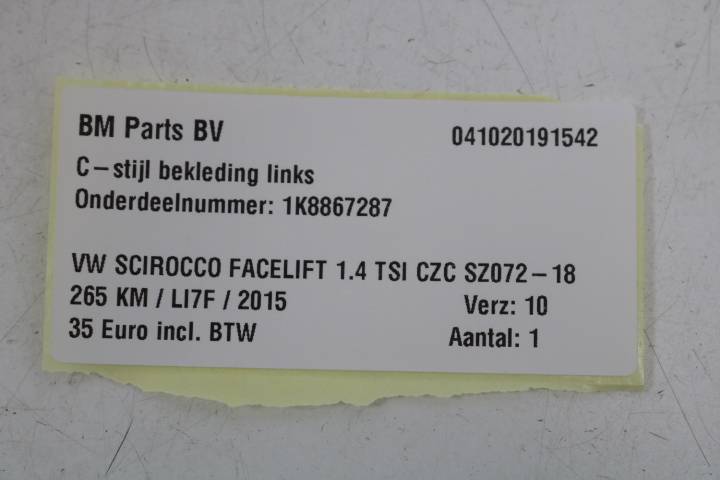 BM Parts BV 041020191542
C-stijl bekleding links
Onderdeelnummer: 1K8867287
VW SCIROCCO FACELIFT 1.4 TSI CZC SZ072-18
265 KM / LI7F / 2015 Verz: 10
35 Euro incl. BTW Aantal: 1